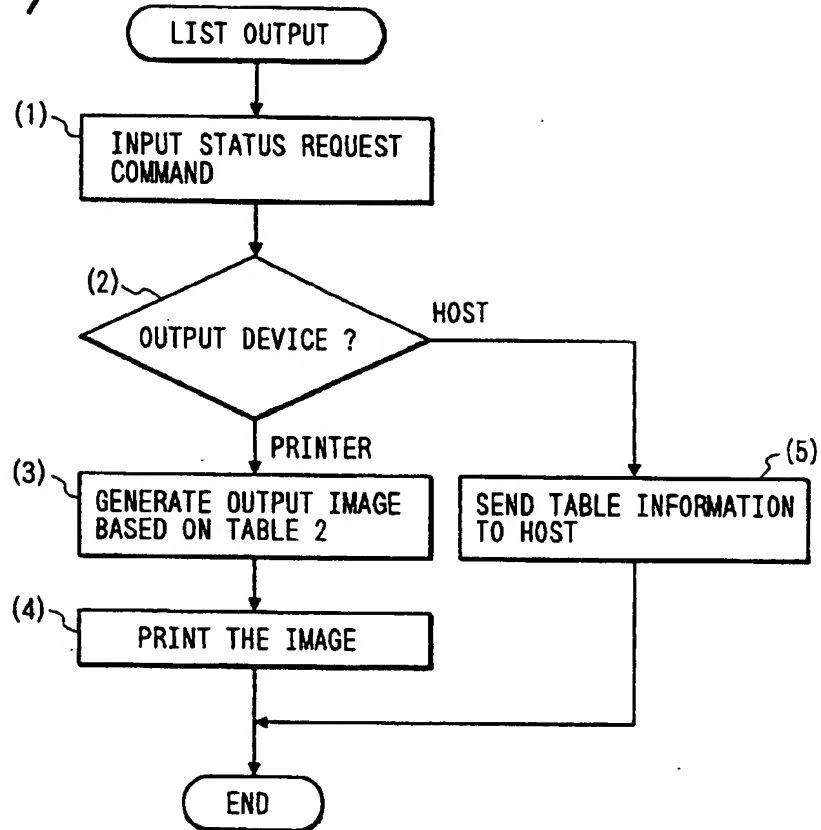 LIST OUTPUT
(1)
INPUT STATUS REQUEST
COMMAND
(2)
OUTPUT DEVICE ?
HOST
PRINTER
(3)
GENERATE OUTPUT IMAGE
BASED ON TABLE 2
(5)
SEND TABLE INFORMATION
TO HOST
(4)
PRINT THE IMAGE
END